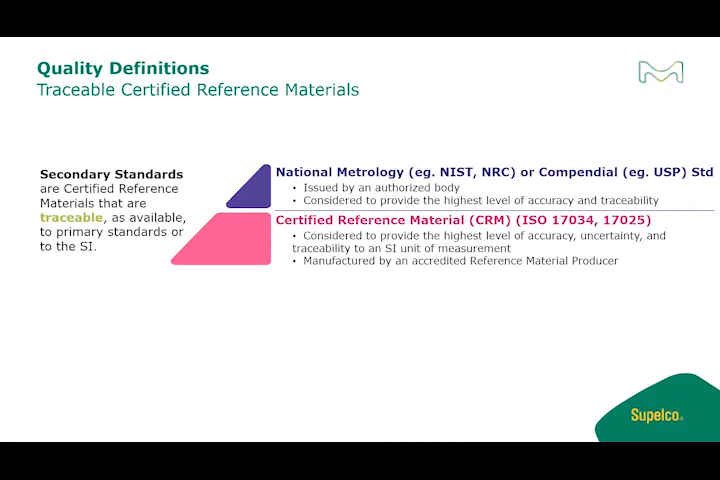 Quality Definitions
Traceable Certified Reference Materials
Secondary Standards
are Certified Reference
Materials that are
traceable, as available,
to primary standards or
to the SI.
National Metrology (eg. NIST, NRC) or Compendial (eg. USP) Std
• Issued by an authorized body
• Considered to provide the highest level of accuracy and traceability
Certified Reference Material (CRM) (ISO 17034, 17025)
• Considered to provide the highest level of accuracy, uncertainty, and
traceability to an SI unit of measurement
• Manufactured by an accredited Reference Material Producer
Supelco®